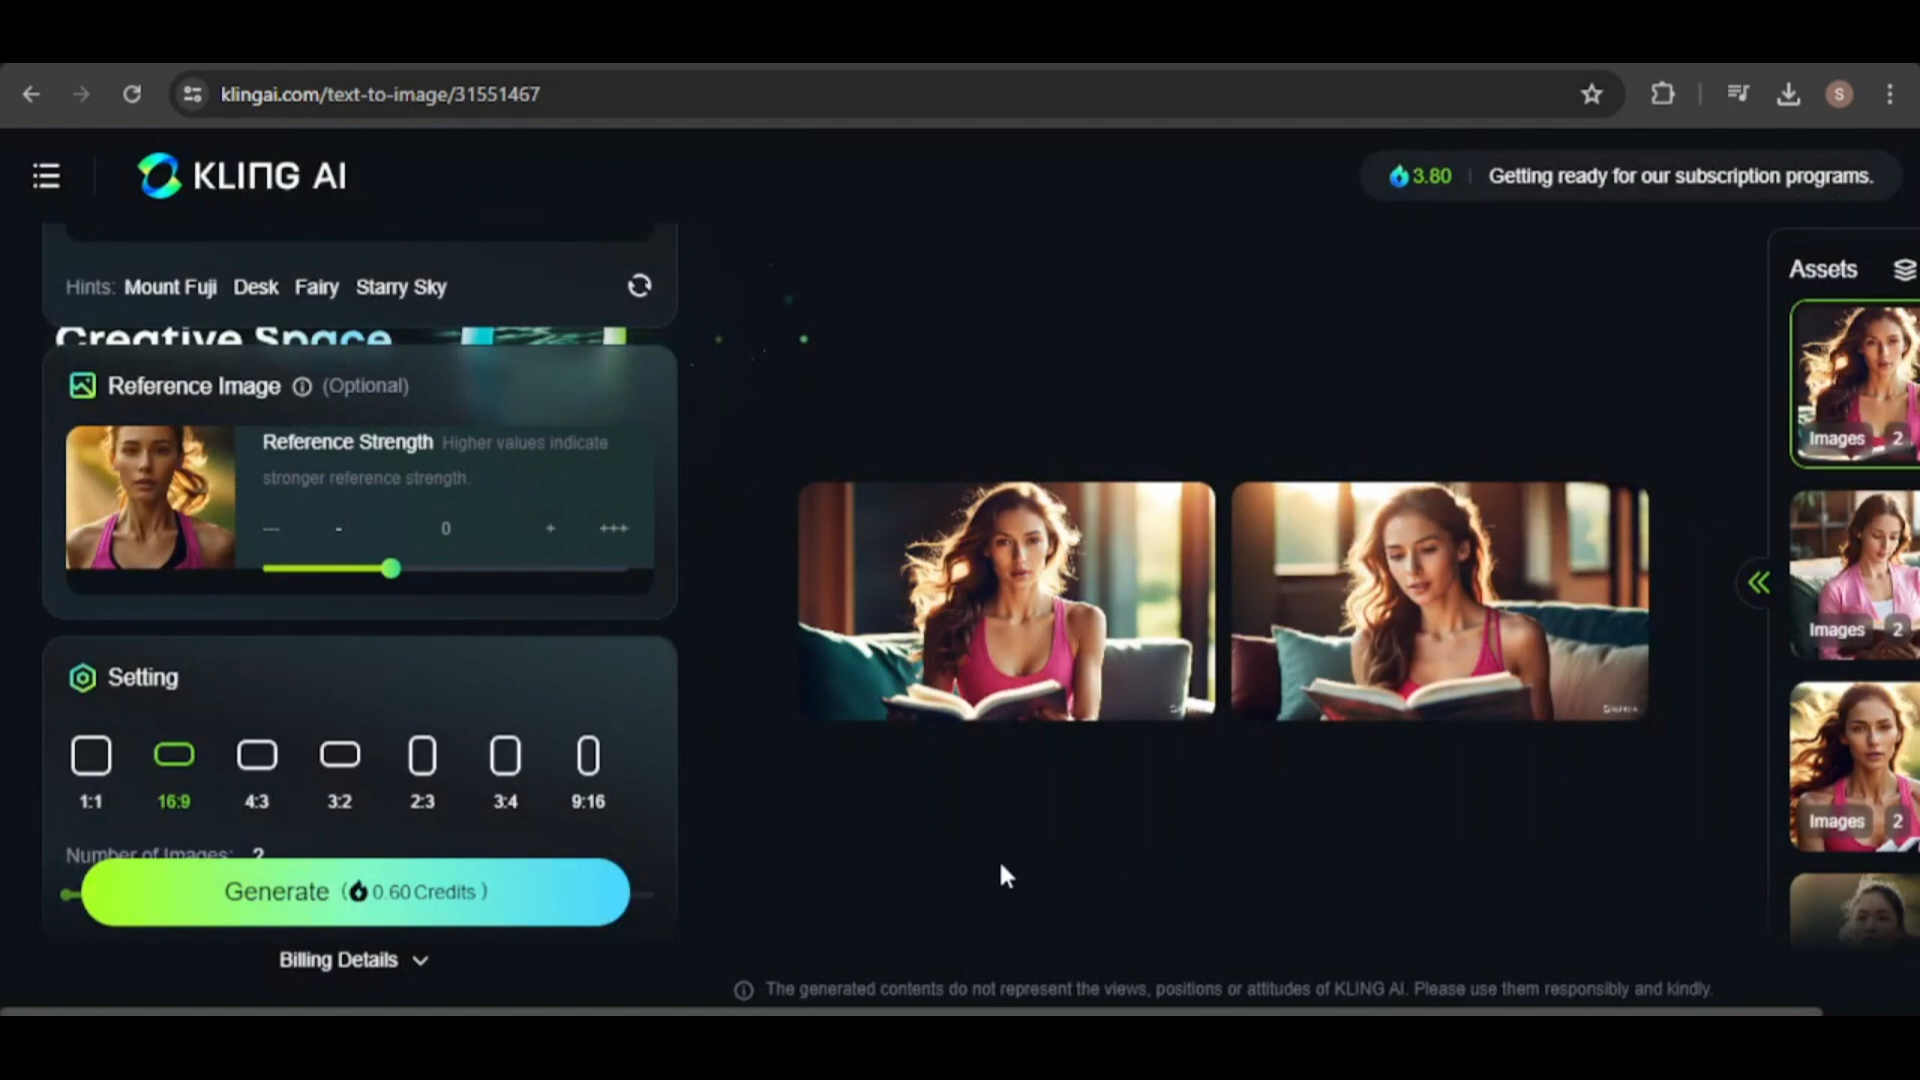 klingai.com/text-to-image/31551467
S
KLING AI
3.80
Getting ready for our subscription programs.
Hints: Mount Fuji Desk Fairy Starry Sky
Creative Space
Reference Image (Optional)
Reference Strength Higher values indicate
stronger reference strength.
--- - 0 + +++
Setting
1:1 16:9 4:3 3:2 2:3 3:4 9:16
Number of Images: 2
Generate ( 0.60 Credits )
Billing Details
Assets
Images 2
Images 2
Images 2
The generated contents do not represent the views, positions or attitudes of KLING AI. Please use them responsibly and kindly.